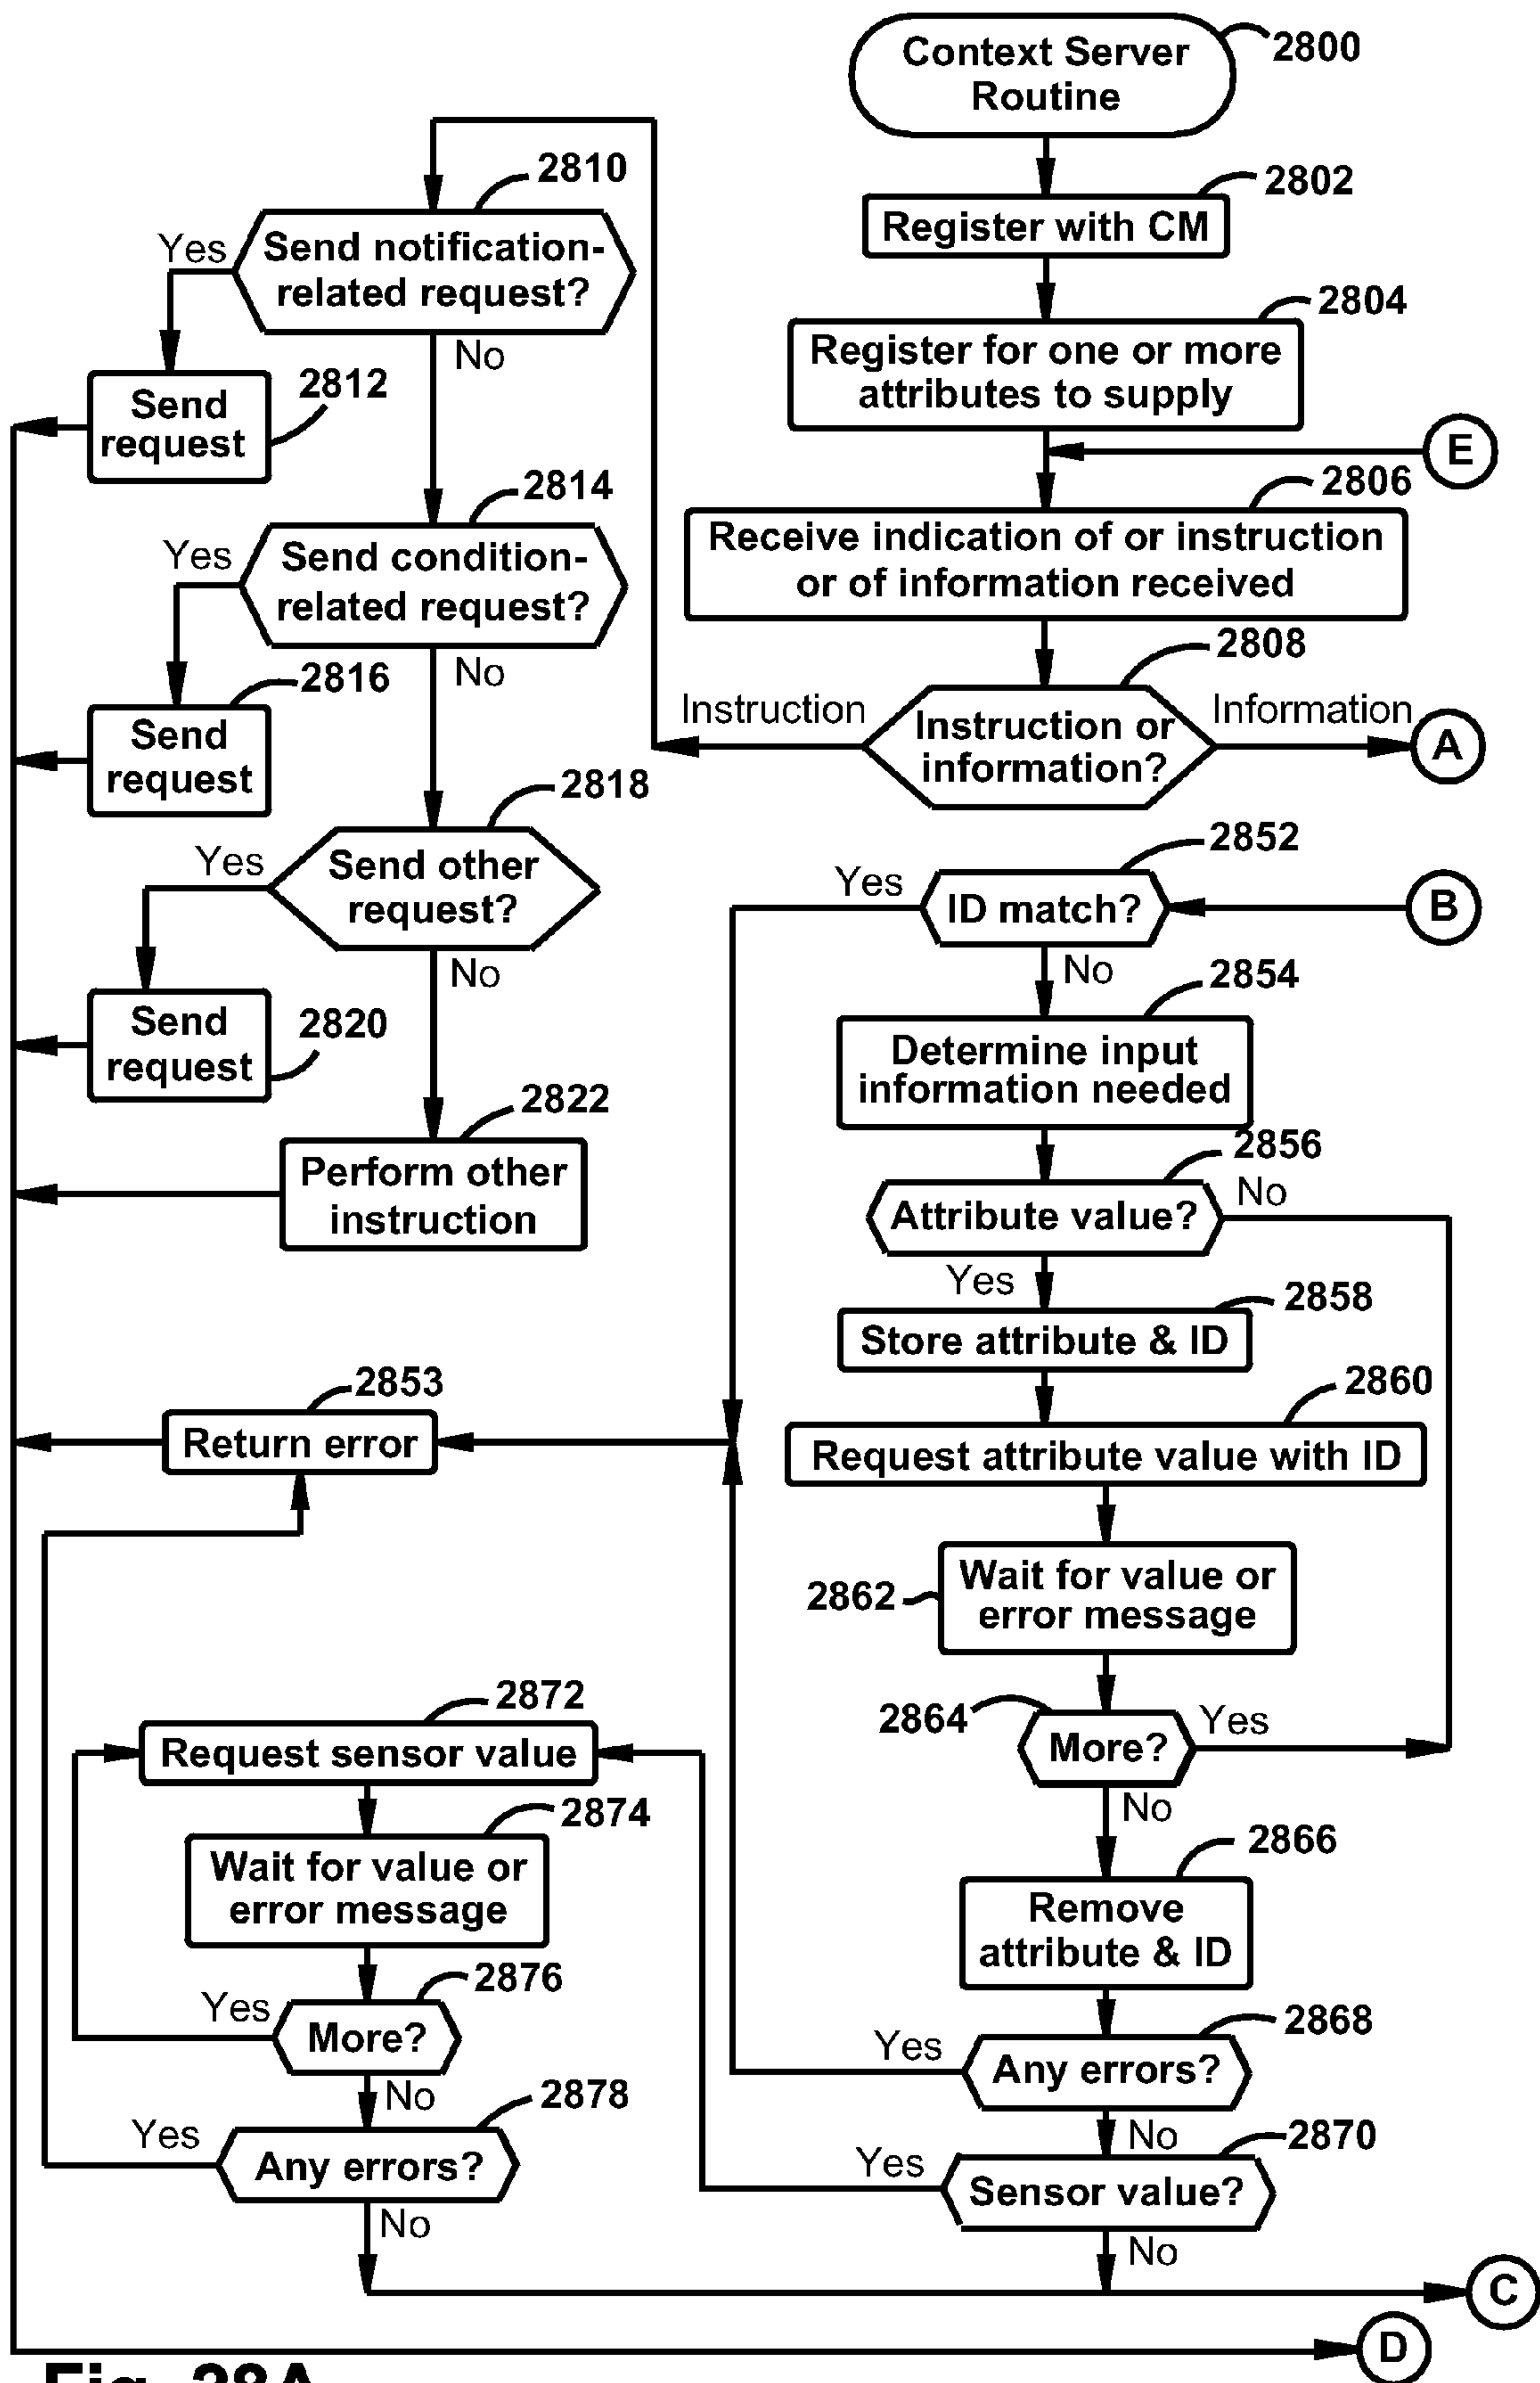 Context Server
Routine
2800
2802
Register with CM
2804
Register for one or more
attributes to supply
E
2806
Receive indication of or instruction
or of information received
2808
Instruction
Instruction or
information?
Information
A
2810
Yes
Send notification-
related request?
No
2812
Send
request
2814
Yes
Send condition-
related request?
No
2816
Send
request
2818
Yes
Send other
request?
No
2820
Send
request
2822
Perform other
instruction
2852
Yes
ID match?
B
No
2854
Determine input
information needed
2856
No
Attribute value?
Yes
2858
Store attribute & ID
2860
Request attribute value with ID
2862
Wait for value or
error message
2864
More?
Yes
No
2866
Remove
attribute & ID
2868
Yes
Any errors?
No
2870
Yes
Sensor value?
No
2853
Return error
2872
Request sensor value
2874
Wait for value or
error message
2876
Yes
More?
No
2878
Yes
Any errors?
No
C
D
Fig. 28A